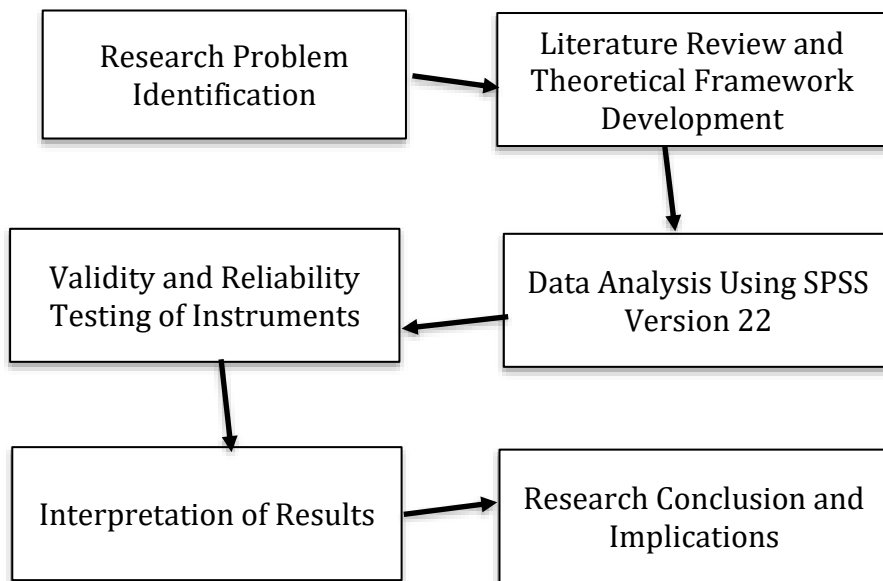 Research Problem
Identification
Literature Review and
Theoretical Framework
Development
Data Analysis Using SPSS
Version 22
Validity and Reliability
Testing of Instruments
Interpretation of Results
Research Conclusion and
Implications